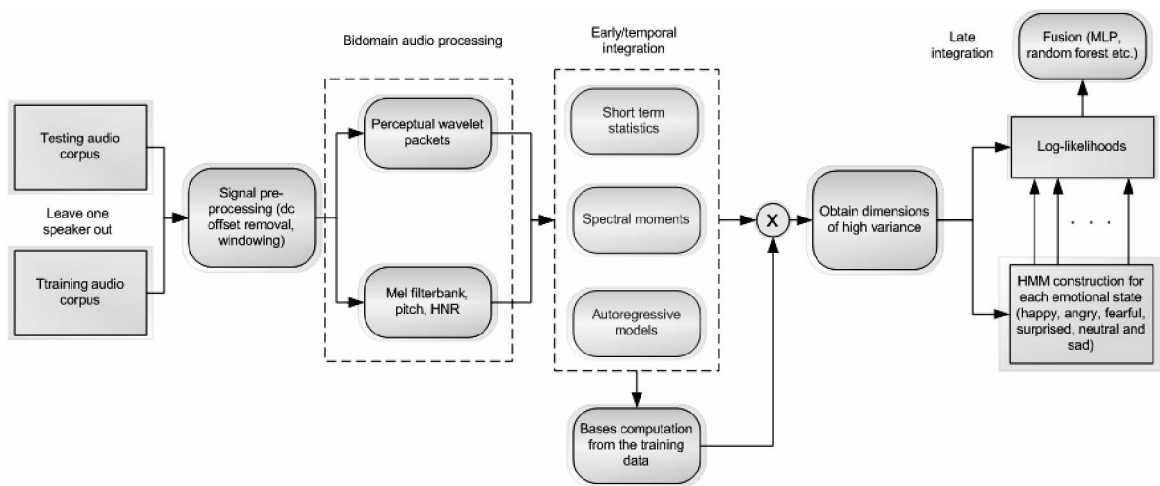 Testing audio
corpus
Leave one
speaker out
Ttraining audio
corpus
Signal pre-
processing (dc
offset removal,
windowing)
Bidomain audio processing
Perceptual wavelet
packets
Mel filterbank,
pitch, HNR
Early/temporal
integration
Short term
statistics
Spectral moments
Autoregressive
models
Bases computation
from the training
data
X
Obtain dimensions
of high variance
Late
integration
Fusion (MLP,
random forest etc.)
Log-likelihoods
. . .
HMM construction for
each emotional state
(happy, angry, fearful,
surprised, neutral and
sad)